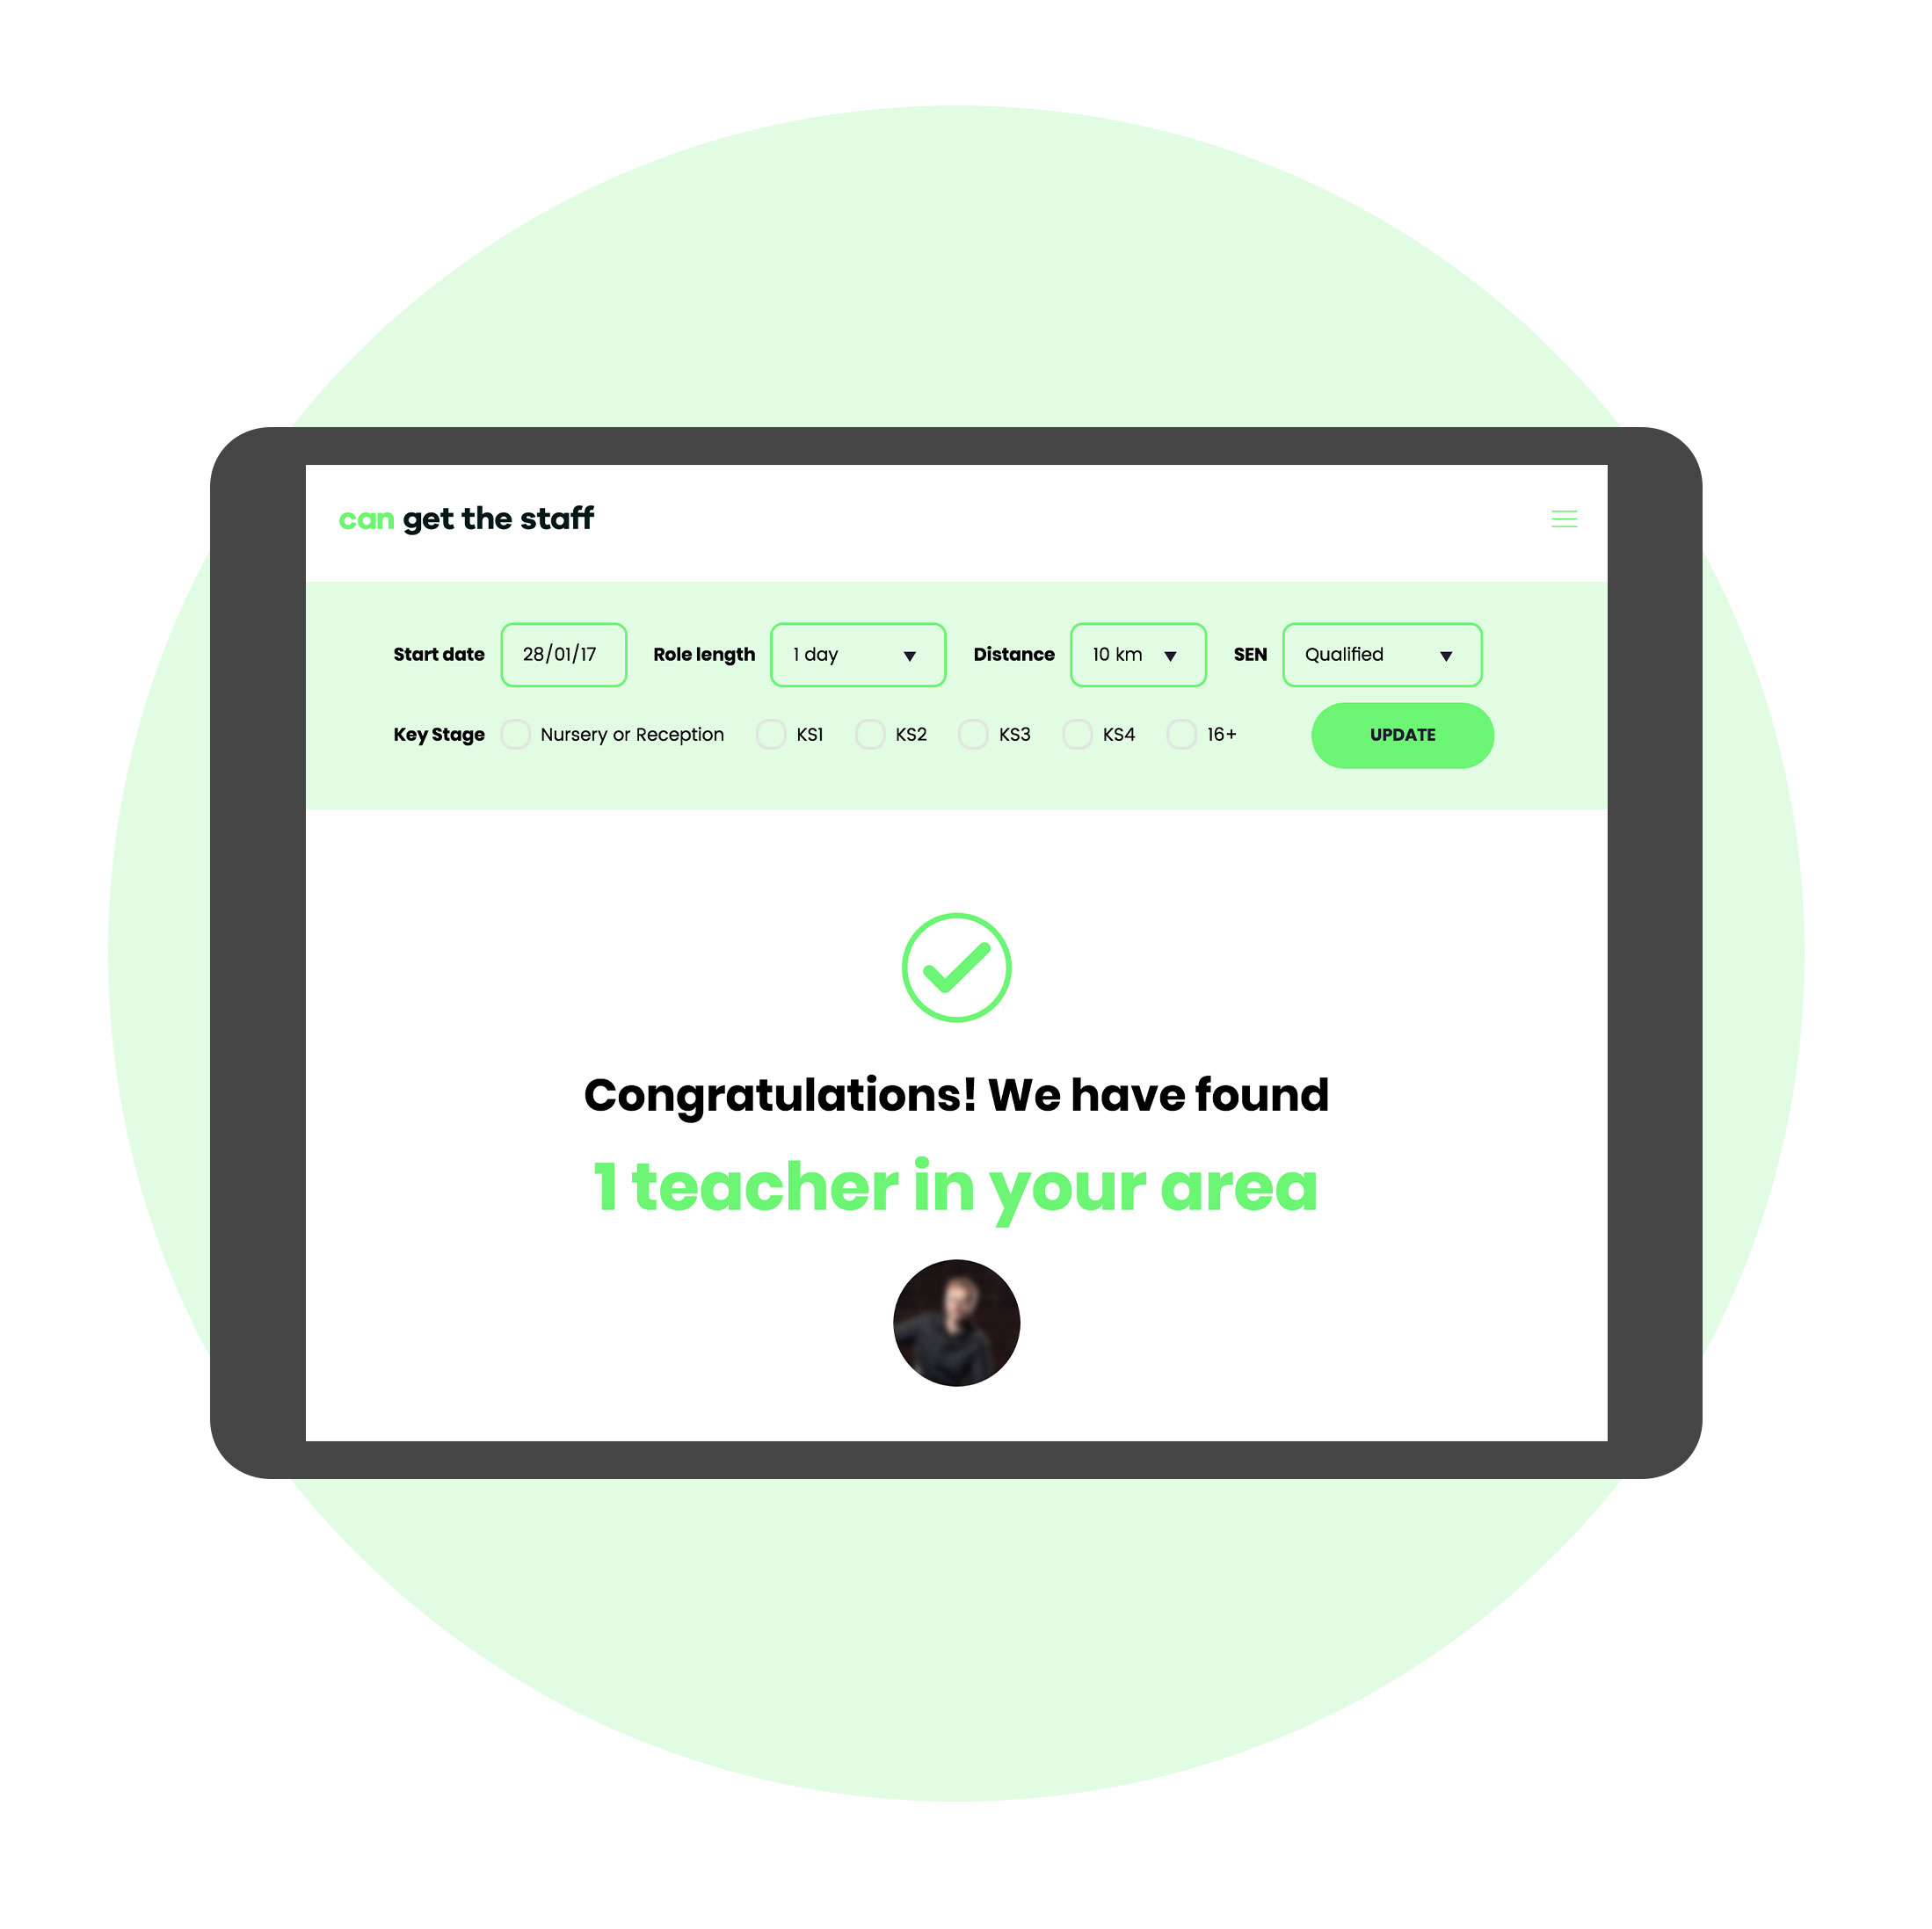 can get the staff
Start date 28/01/17 Role length 1 day Distance 10 km SEN Qualified
Key Stage Nursery or Reception KS1 KS2 KS3 KS4 16+ UPDATE
Congratulations! We have found
1 teacher in your area